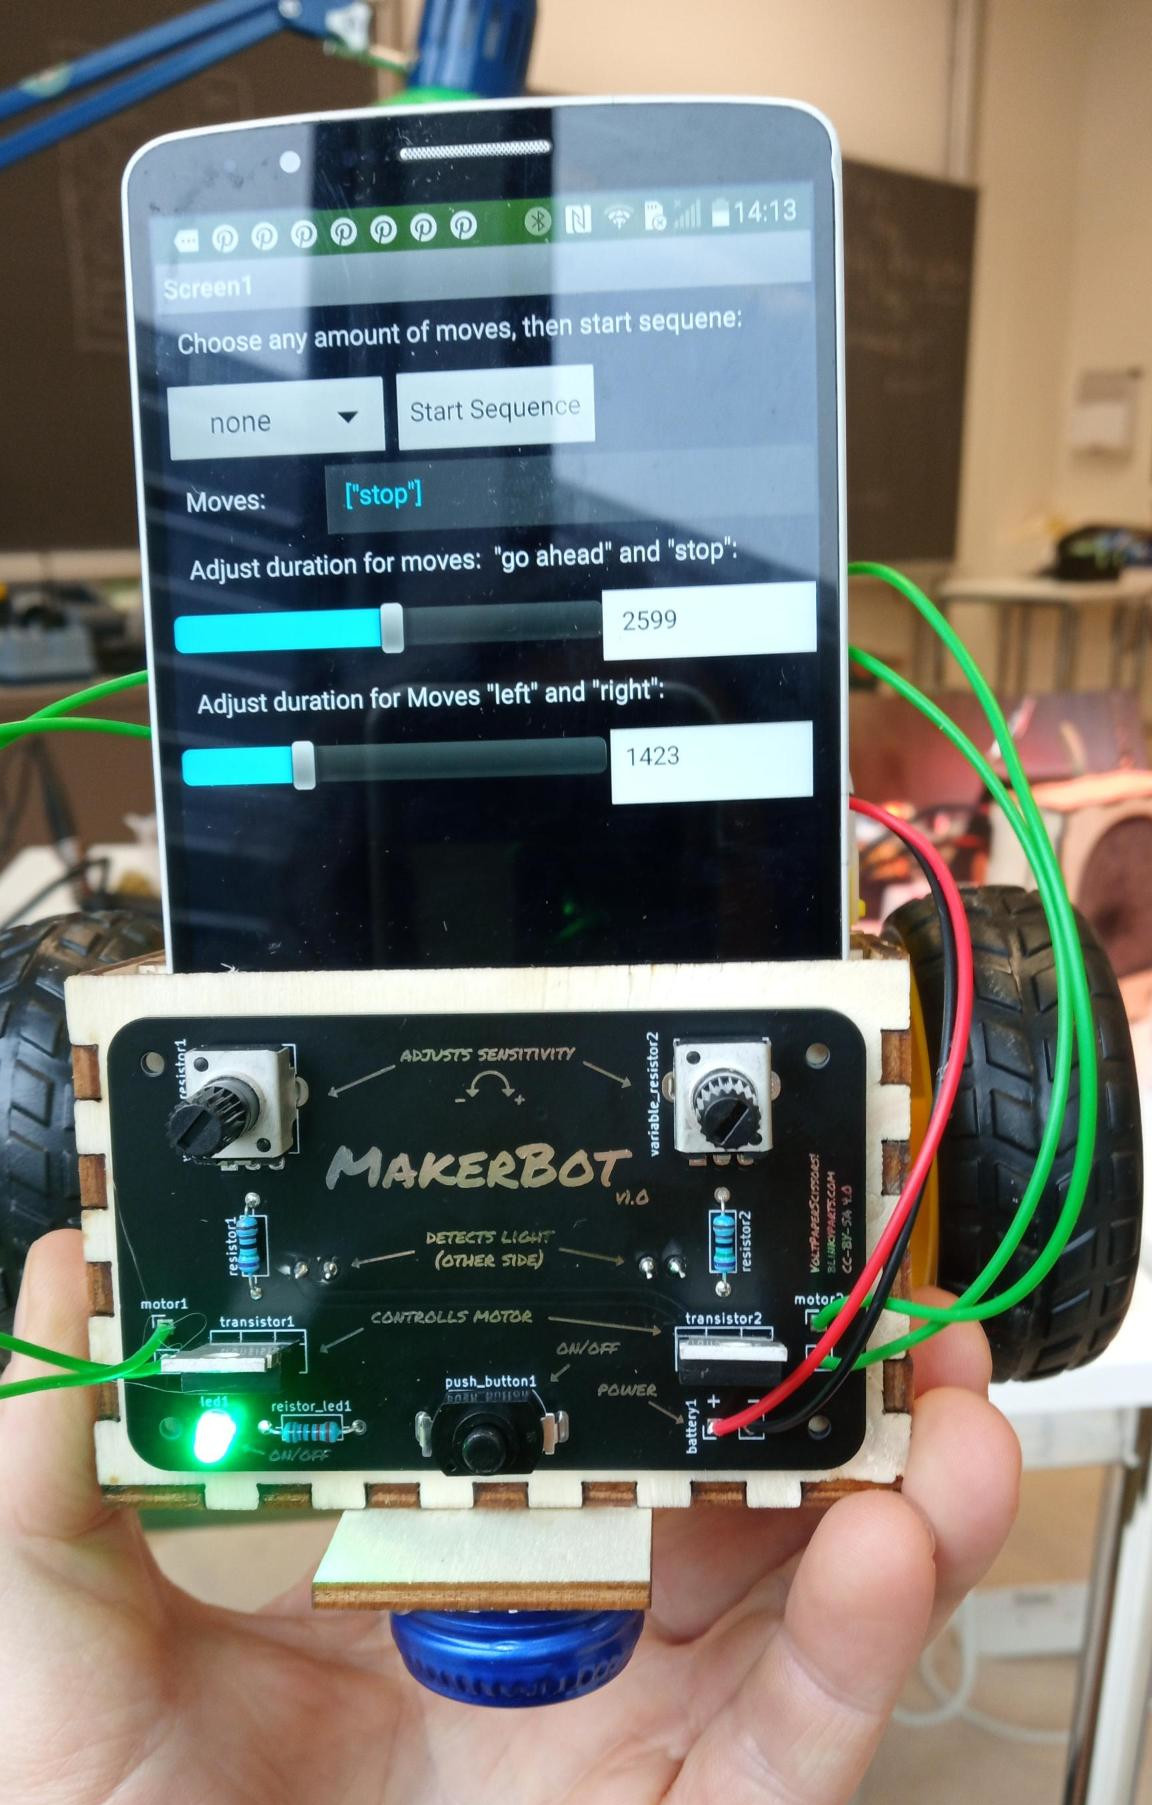 14:13
Screen1
Choose any amount of moves, then start sequene:
none
Start Sequence
Moves:
["stop"]
Adjust duration for moves: "go ahead" and "stop":
2599
Adjust duration for Moves "left" and "right":
1423
resistor1
ADJUSTS SENSITIVITY
- +
variable_resistor2
MAKERBOT
v1.0
VOLTPAPERSCISSORS!
BLINKYPARTS.COM
CC-BY-SA 4.0
resistor1
DETECTS LIGHT
(OTHER SIDE)
resistor2
motor1
transistor1
CONTROLLS MOTOR
transistor2
ON/OFF
push_button1
POWER
+ -
battery1
led1
reistor_led1
ON/OFF